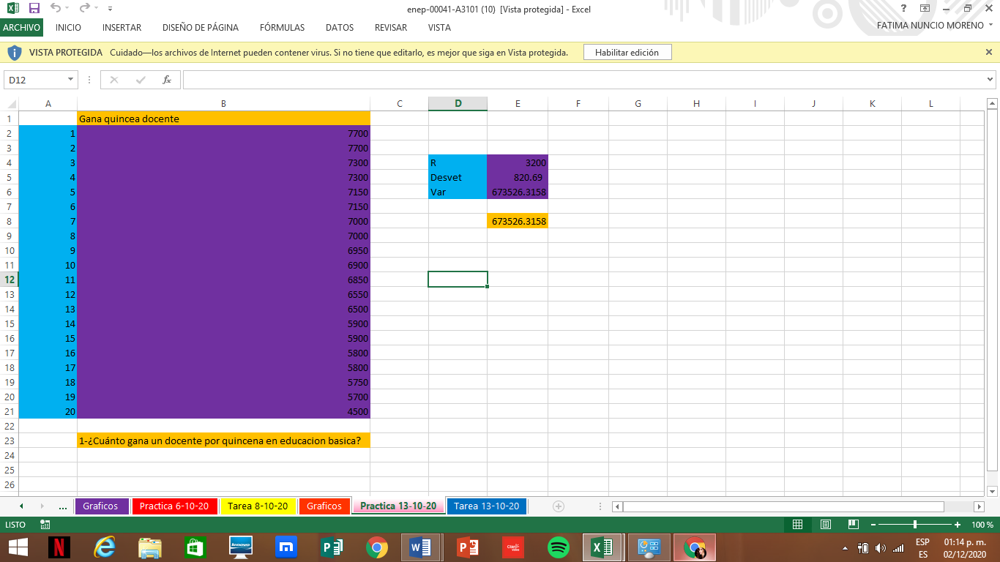 enep-00041-A3101 (10) [Vista protegida] - Excel
ARCHIVO INICIO INSERTAR DISEÑO DE PÁGINA FÓRMULAS DATOS REVISAR VISTA FATIMA NUNCIO MORENO
VISTA PROTEGIDA Cuidado—los archivos de Internet pueden contener virus. Si no tiene que editarlo, es mejor que siga en Vista protegida. Habilitar edición
D12 fx
A B C D E F G H I J K L
1 Gana quincea docente
2 1 7700
3 2 7700
4 3 7300 R 3200
5 4 7300 Desvet 820.69
6 5 7150 Var 673526.3158
7 6 7150
8 7 7000 673526.3158
9 8 7000
10 9 6950
11 10 6900
12 11 6850
13 12 6550
14 13 6500
15 14 5900
16 15 5900
17 16 5800
18 17 5800
19 18 5750
20 19 5700
21 20 4500
22
23 1-¿Cuánto gana un docente por quincena en educacion basica?
24
25
26
... Graficos Practica 6-10-20 Tarea 8-10-20 Graficos Practica 13-10-20 Tarea 13-10-20
LISTO 100 %
ESP 01:14 p. m.
ES 02/12/2020